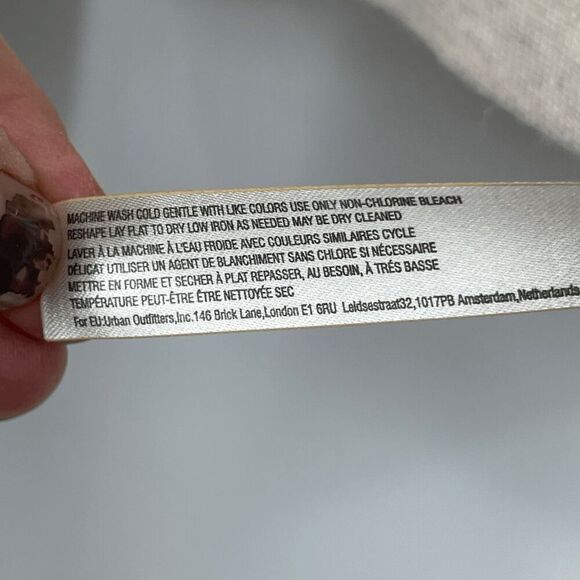 MACHINE WASH COLD GENTLE WITH LIKE COLORS USE ONLY NON-CHLORINE BLEACH
RESHAPE LAY FLAT TO DRY LOW IRON AS NEEDED MAY BE DRY CLEANED
LAVER À LA MACHINE À L'EAU FROIDE AVEC COULEURS SIMILAIRES CYCLE
DÉLICAT UTILISER UN AGENT DE BLANCHIMENT SANS CHLORE SI NÉCESSAIRE
METTRE EN FORME ET SECHER À PLAT REPASSER, AU BESOIN, À TRÉS BASSE
TEMPÉRATURE PEUT-ÊTRE ÊTRE NETTOYÉE SEC
For EU:Urban Outfitters,Inc.146 Brick Lane,London E1 6RU Leidsestraat32,1017PB Amsterdam,Netherlands